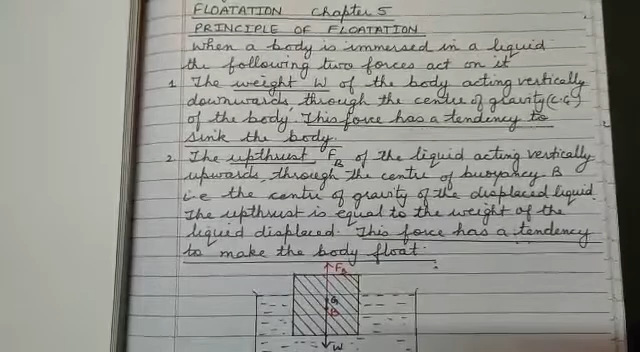 FLOATATION Chapter 5
PRINCIPLE OF FLOATATION
When a body is immersed in a liquid
the following two forces act on it
1. The weight W of the body acting vertically
downwards, through the centre of gravity (C.G.)
of the body. This force has a tendency to
sink the body.
2. The upthrust FB of the liquid acting vertically
upwards, through the centre of buoyancy B
i.e the centre of gravity of the displaced liquid.
The upthrust is equal to the weight of the
liquid displaced. This force has a tendency
to make the body float.
FB
G
B
W